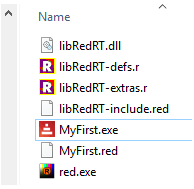 Name
libRedRT.dll
libRedRT-defs.r
libRedRT-extras.r
libRedRT-include.red
MyFirst.exe
MyFirst.red
red.exe